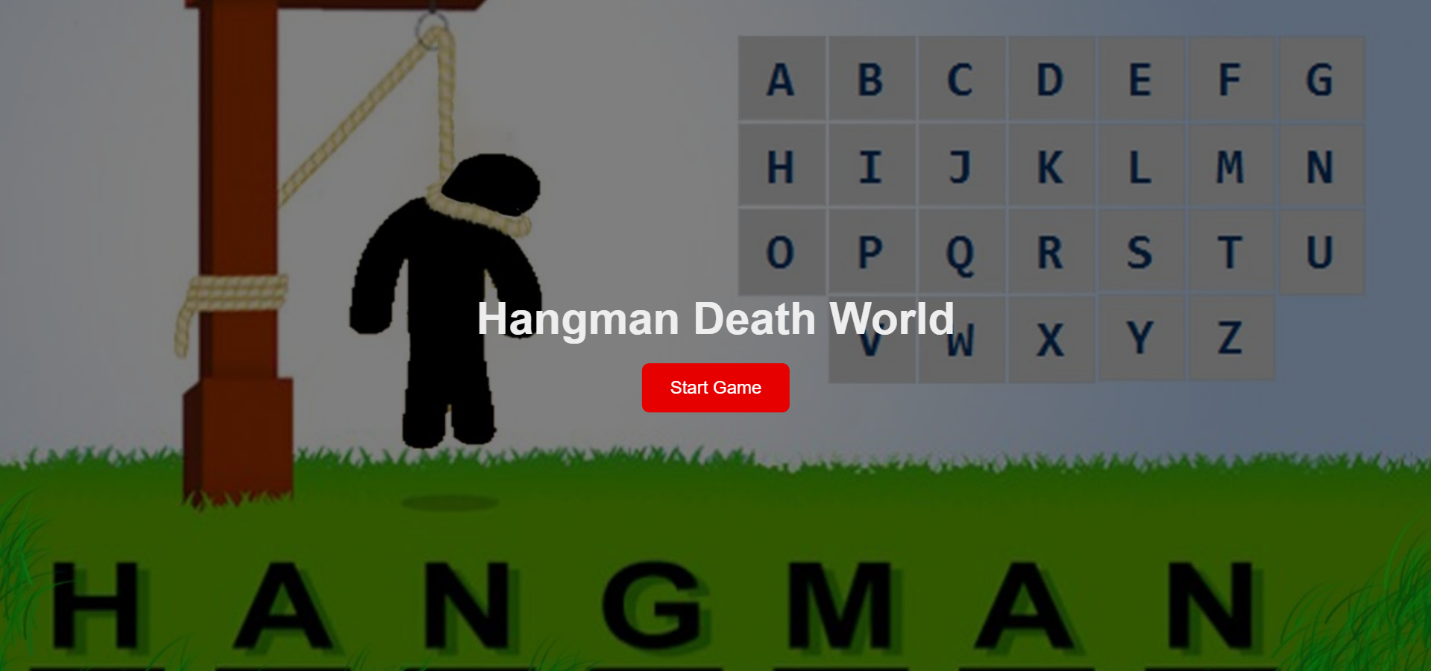 A B C D E F G
H I J K L M N
O P Q R S T U
Hangman Death World
V W X Y Z
Start Game
HANGMAN